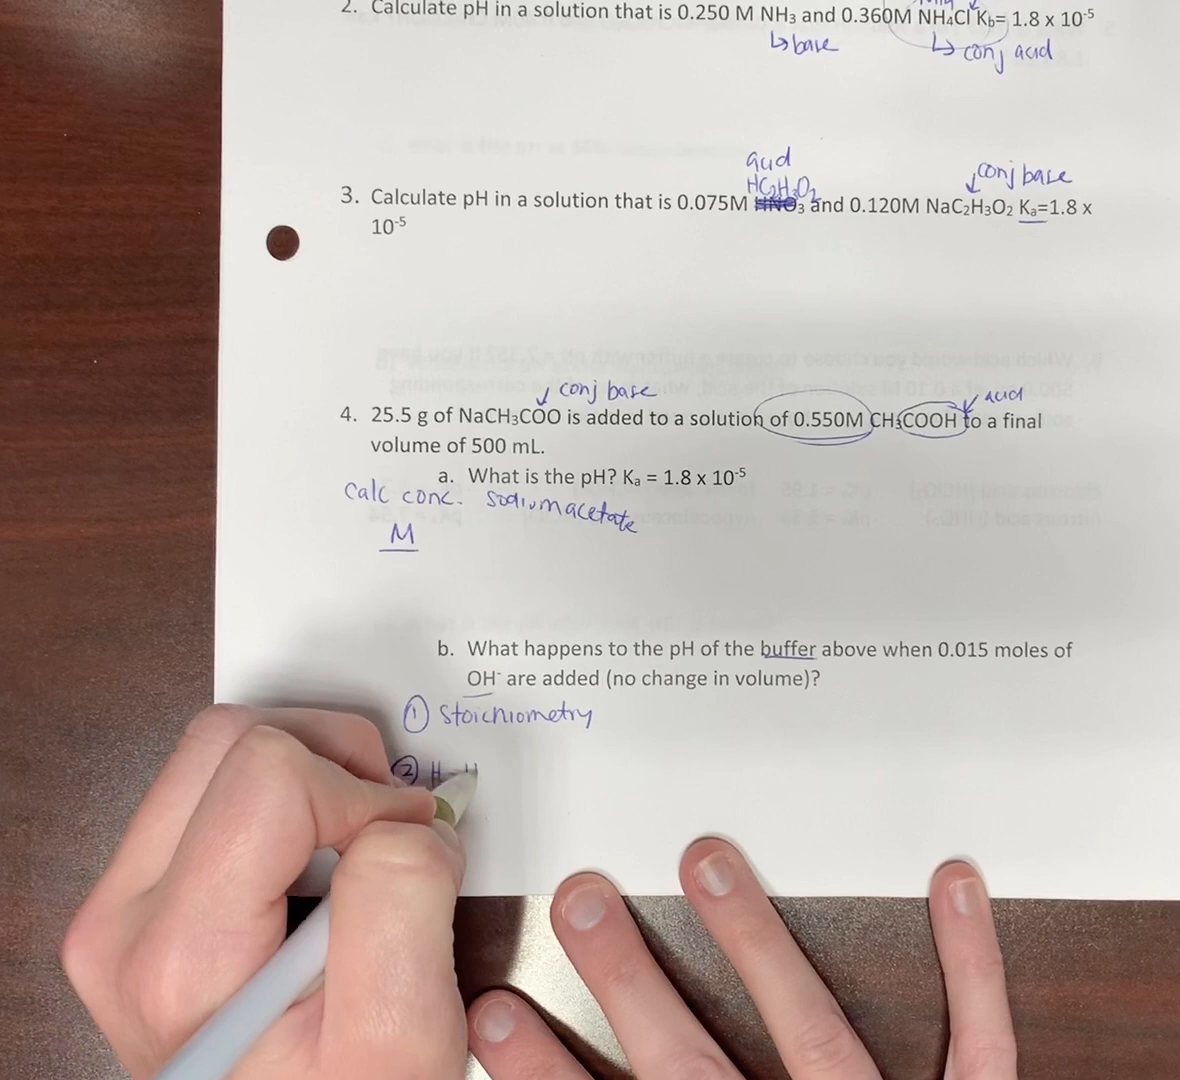 2. Calculate pH in a solution that is 0.250 M NH₃ and 0.360M NH₄Cl Kb= 1.8 x 10⁻⁵
↳ base
↳ conj acid
acid
HC₂H₃O₂
↓ conj base
3. Calculate pH in a solution that is 0.075M HNO₃ and 0.120M NaC₂H₃O₂ Kₐ=1.8 x
10⁻⁵
↓ conj base
↙ acid
4. 25.5 g of NaCH₃COO is added to a solution of 0.550M CH₃COOH to a final
volume of 500 mL.
a. What is the pH? Kₐ = 1.8 x 10⁻⁵
Calc conc. sodium acetate
M
b. What happens to the pH of the buffer above when 0.015 moles of
OH⁻ are added (no change in volume)?
① Stoichiometry
② H-H